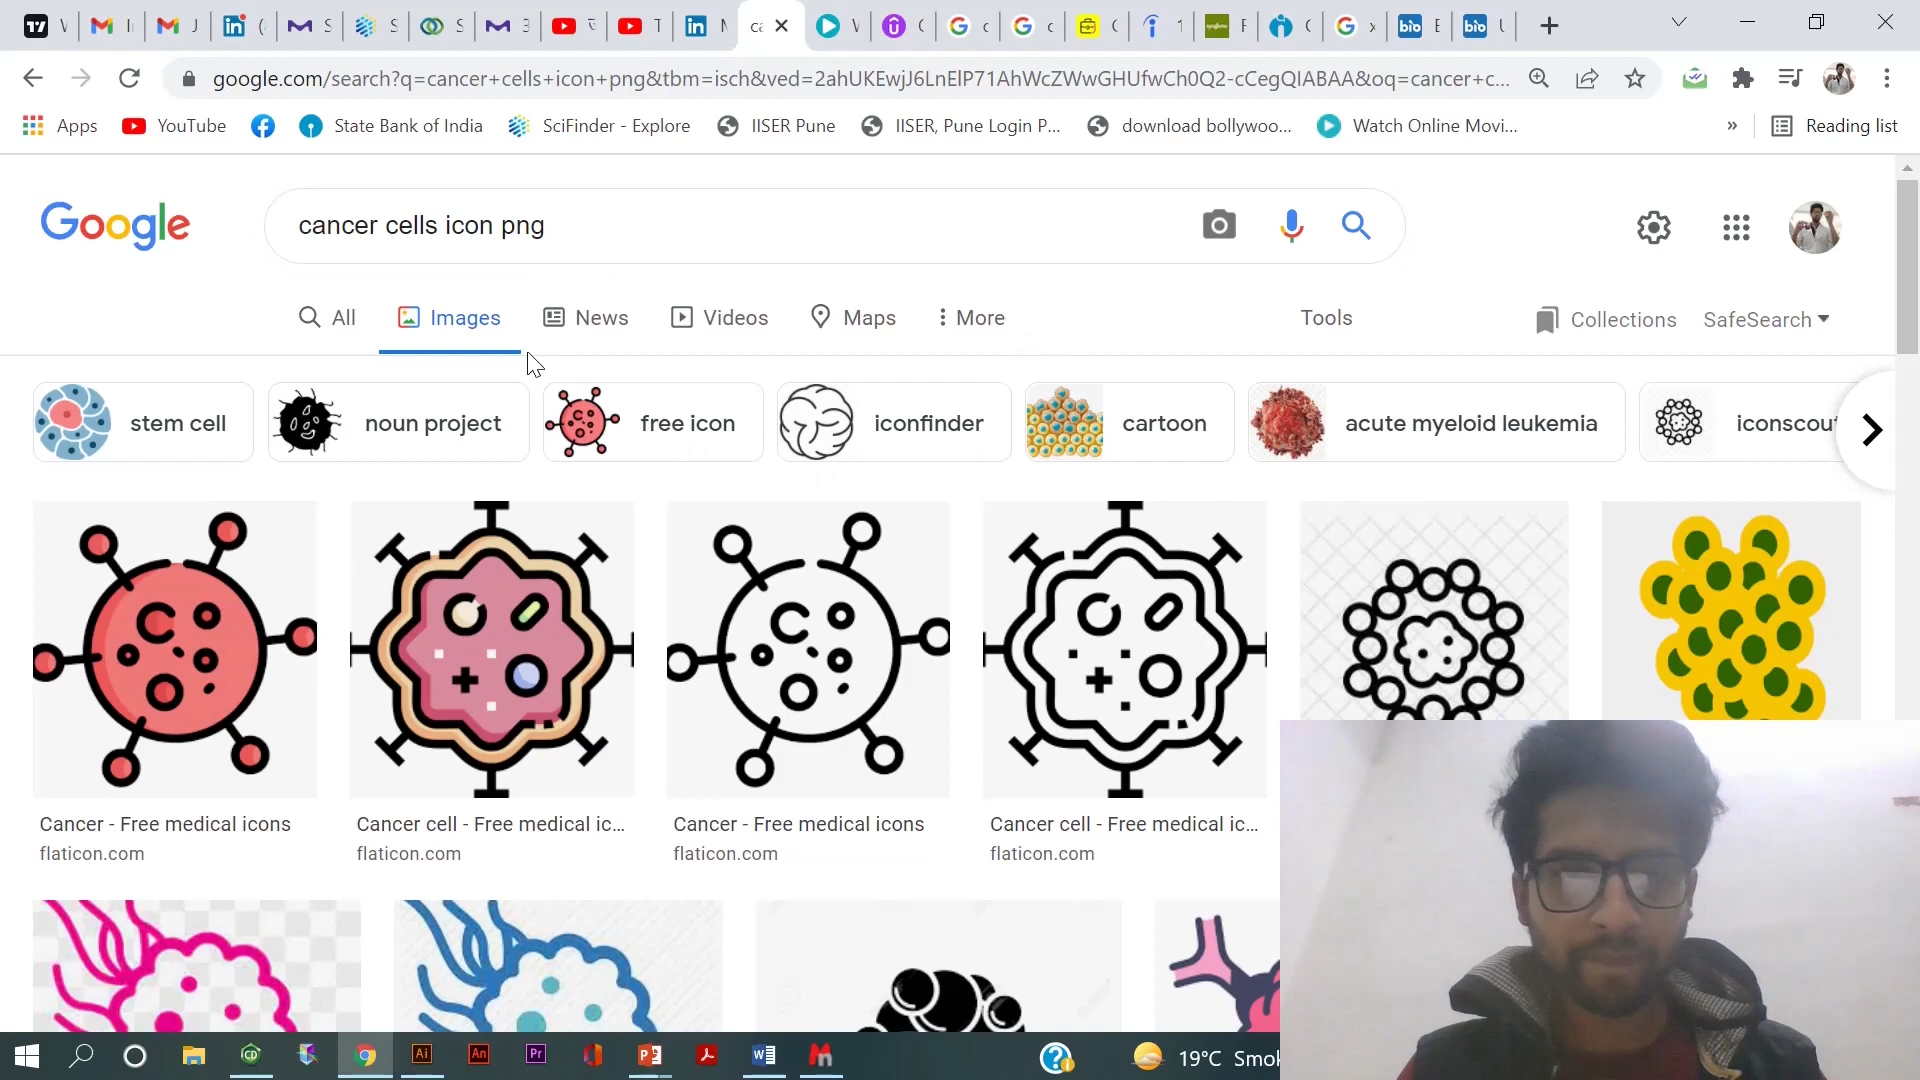 google.com/search?q=cancer+cells+icon+png&tbm=isch&ved=2ahUKEwjJ6LnElP71AhWcZWwGHUfwCh0Q2-cCegQIABAA&oq=cancer+c...
Apps YouTube State Bank of India SciFinder - Explore IISER Pune IISER, Pune Login P... download bollywoo... Watch Online Movi... » Reading list
Google cancer cells icon png
All Images News Videos Maps More Tools Collections SafeSearch
stem cell noun project free icon iconfinder cartoon acute myeloid leukemia iconscout
Cancer - Free medical icons Cancer cell - Free medical ic... Cancer - Free medical icons Cancer cell - Free medical ic...
flaticon.com flaticon.com flaticon.com flaticon.com
19°C Smok